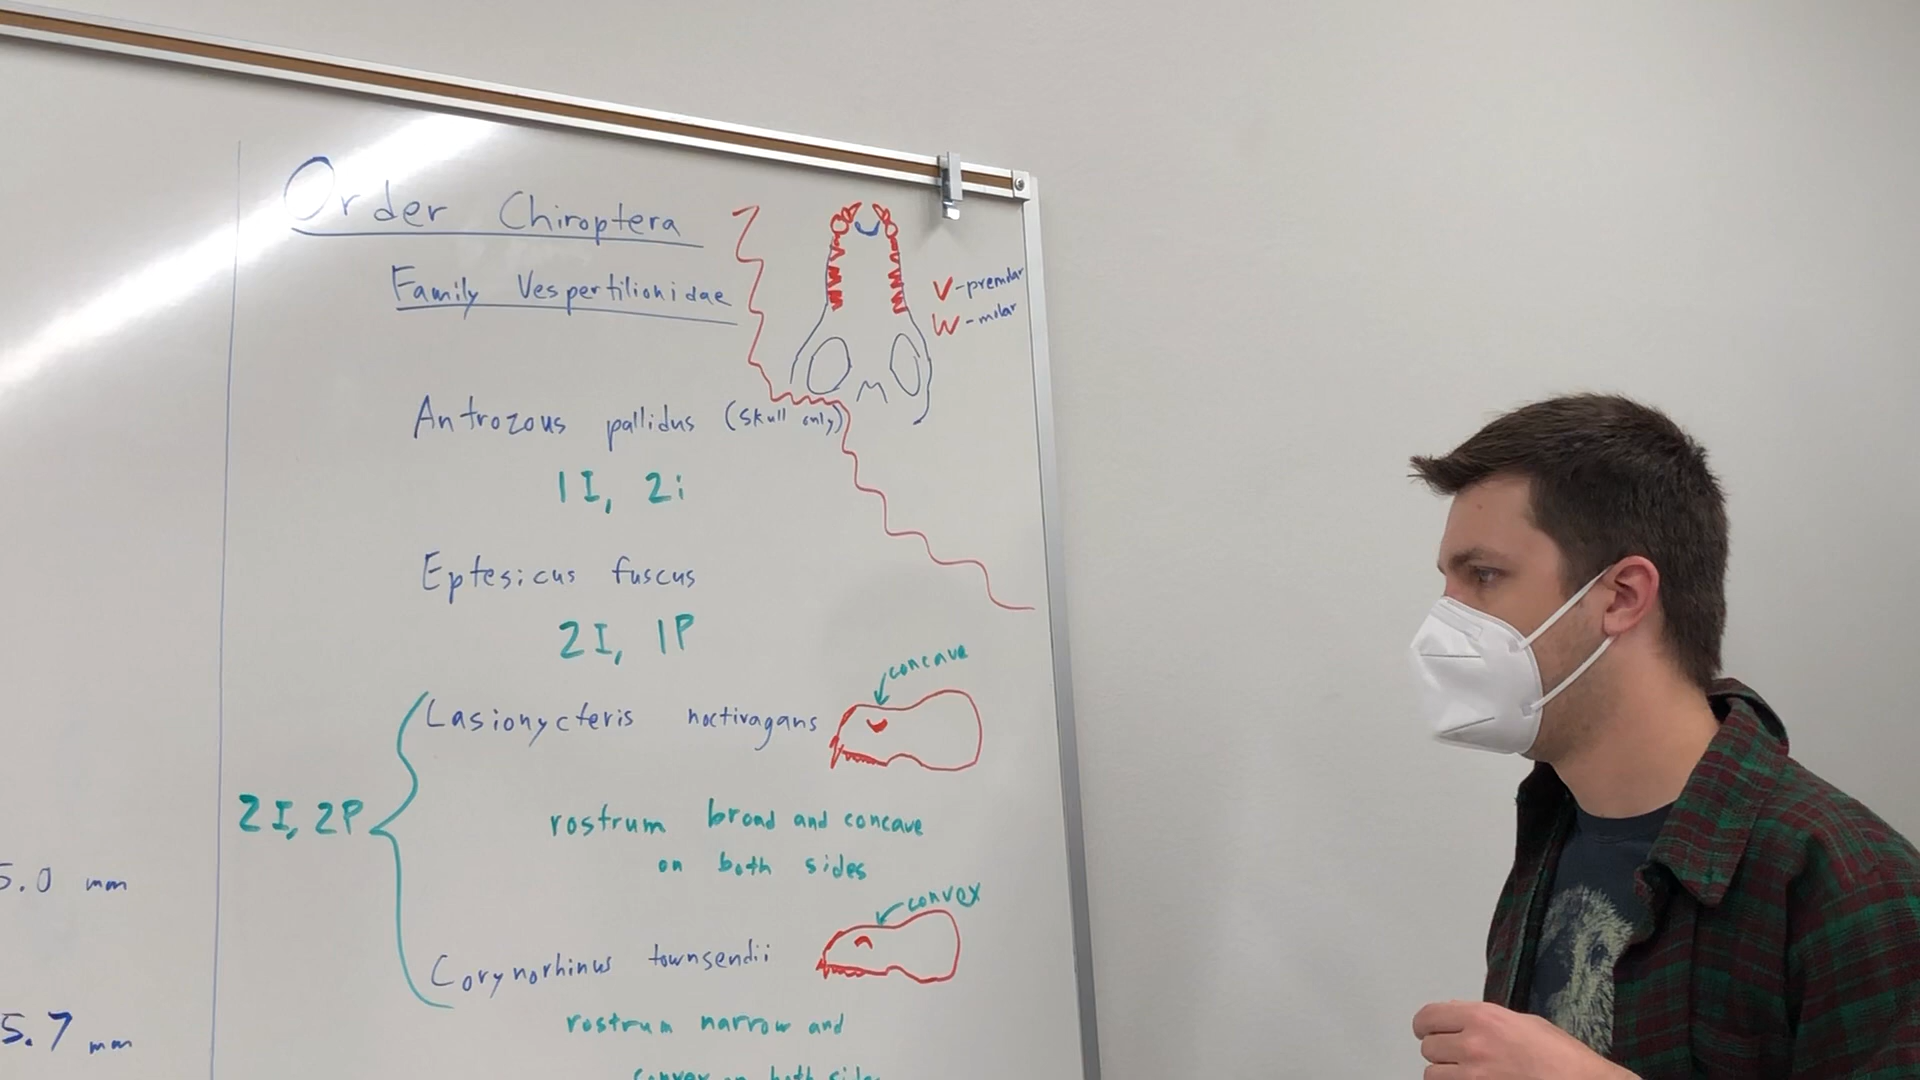 Order Chiroptera
Family Vespertilionidae
V-premolar
W-molar
Antrozous pallidus (skull only)
1I, 2i
Eptesicus fuscus
2I, 1P
concave
Lasionycteris noctivagans
2I, 2P
rostrum broad and concave
on both sides
5.0 mm
convex
Corynorhinus townsendii
rostrum narrow and
5.7 mm
convex on both sides